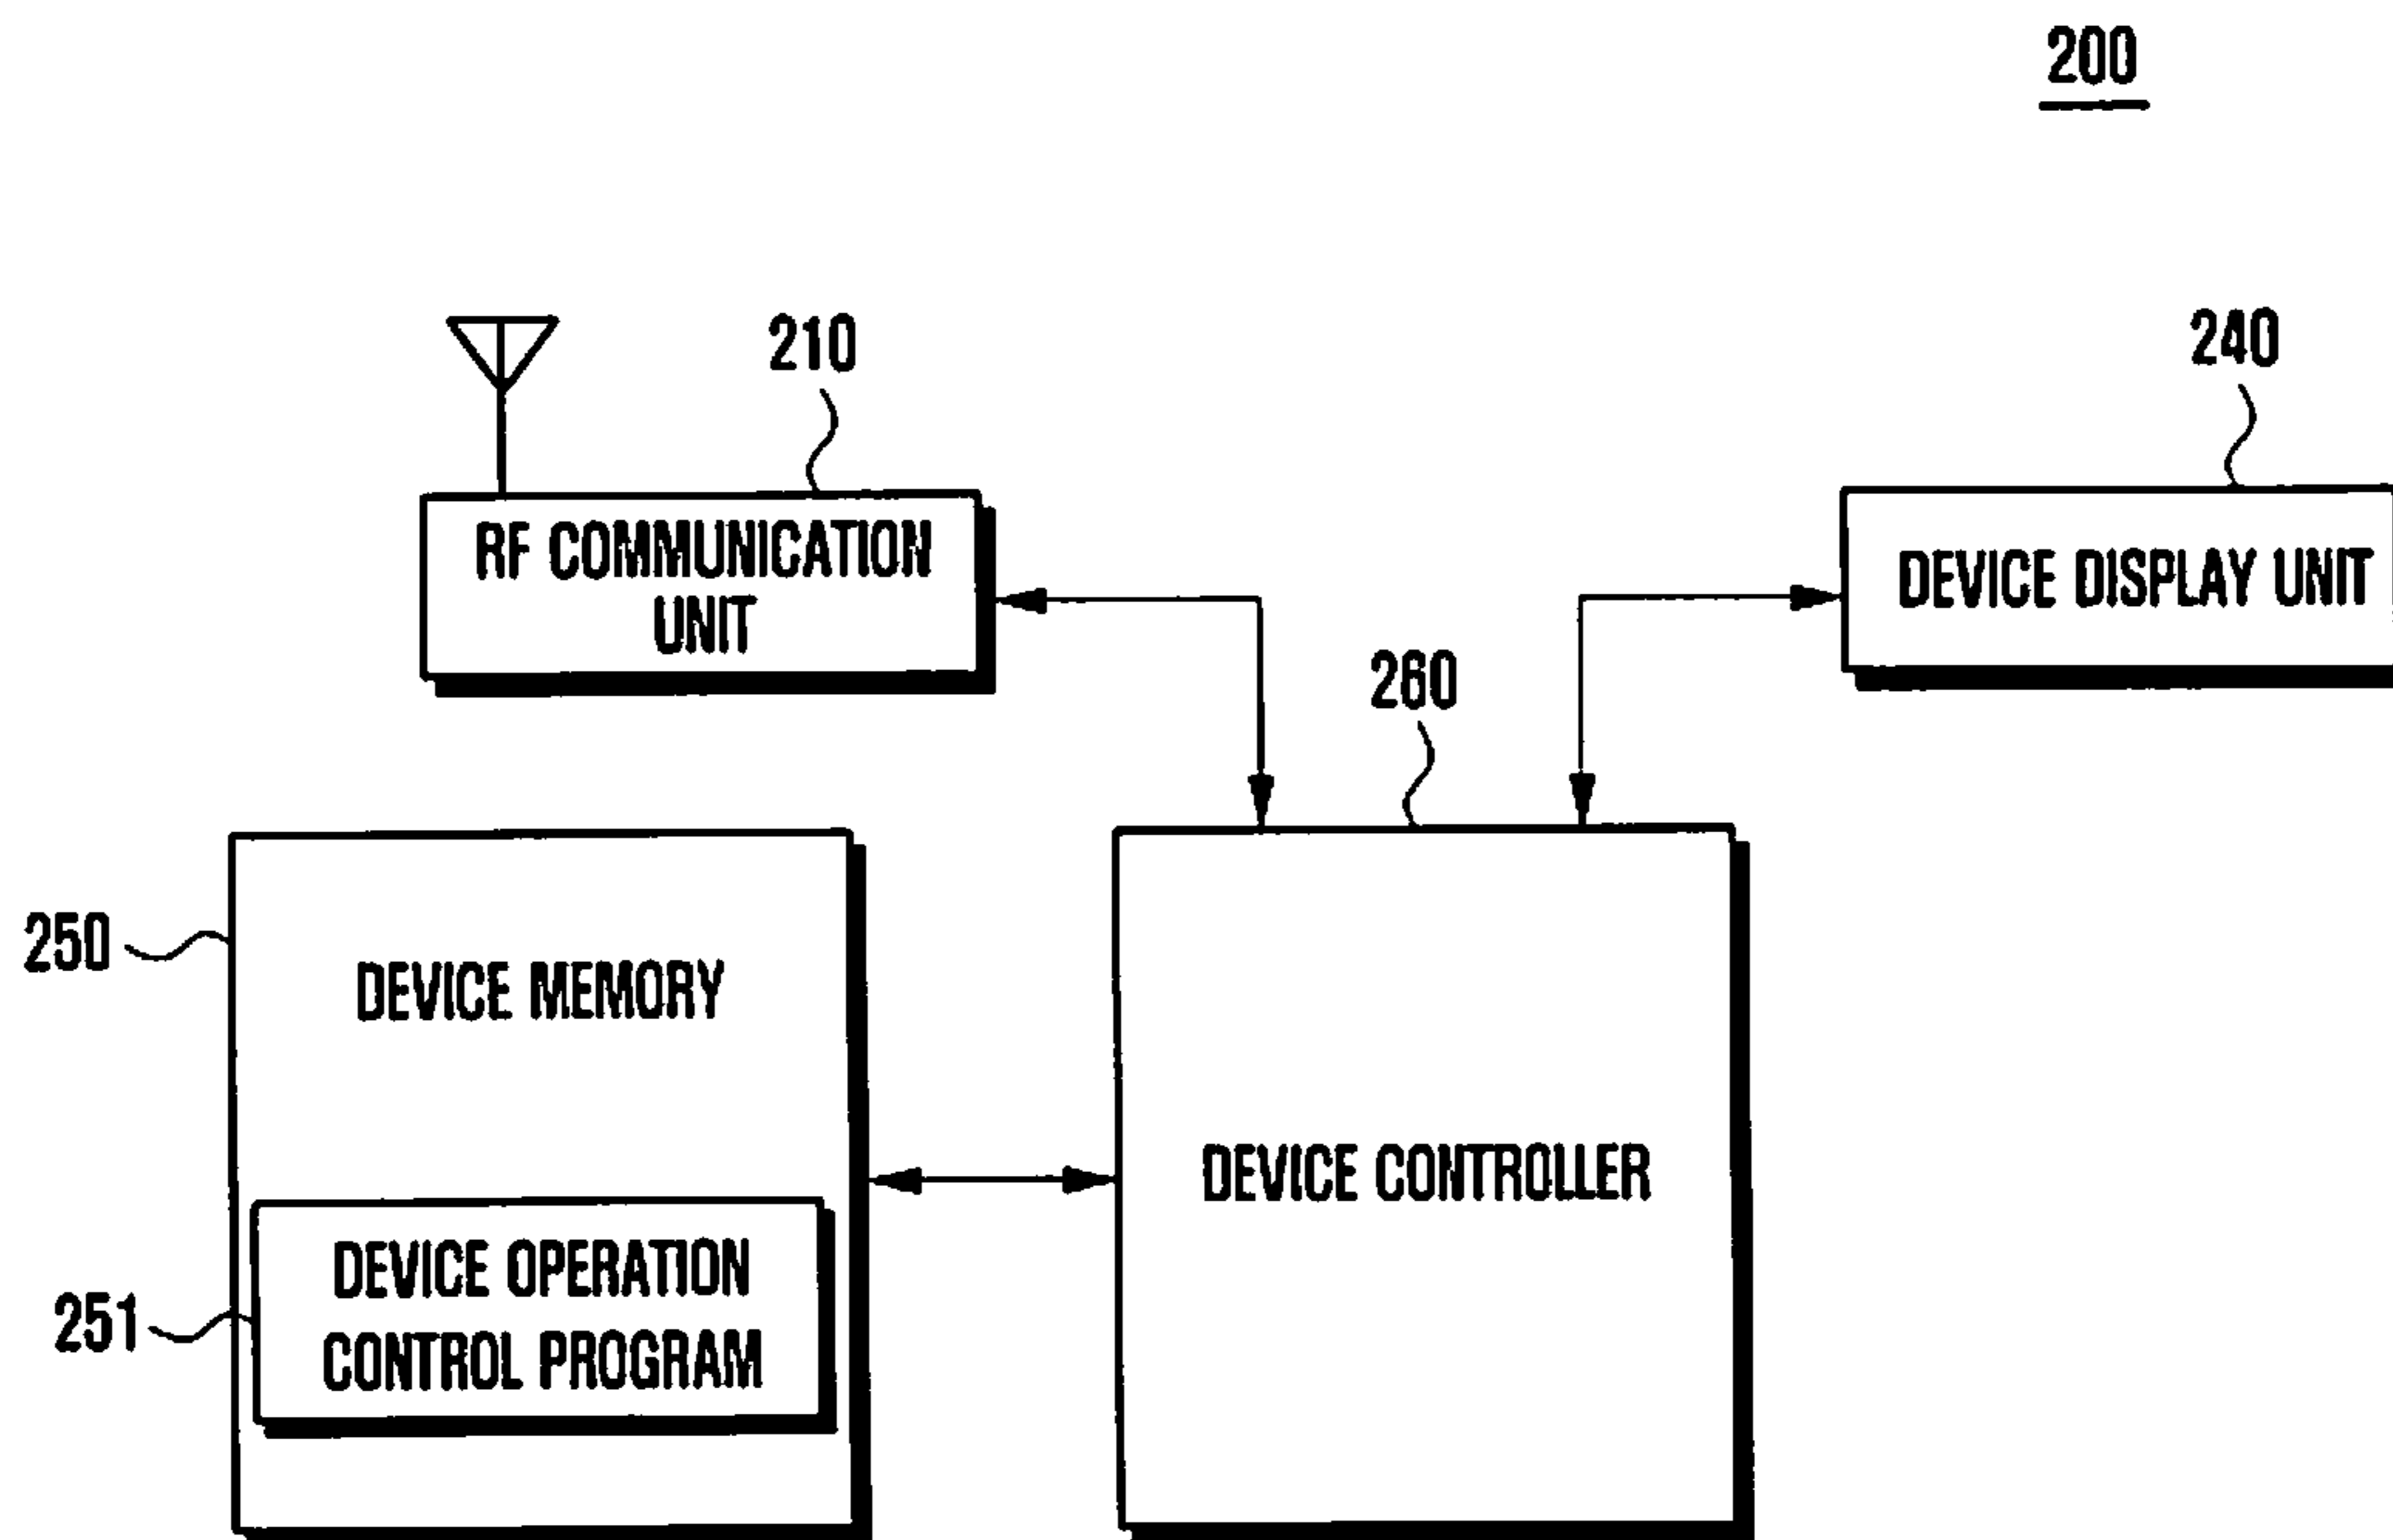 200
210
240
RF COMMUNICATION
UNIT
DEVICE DISPLAY UNIT
260
250
DEVICE MEMORY
DEVICE CONTROLLER
251
DEVICE OPERATION
CONTROL PROGRAM